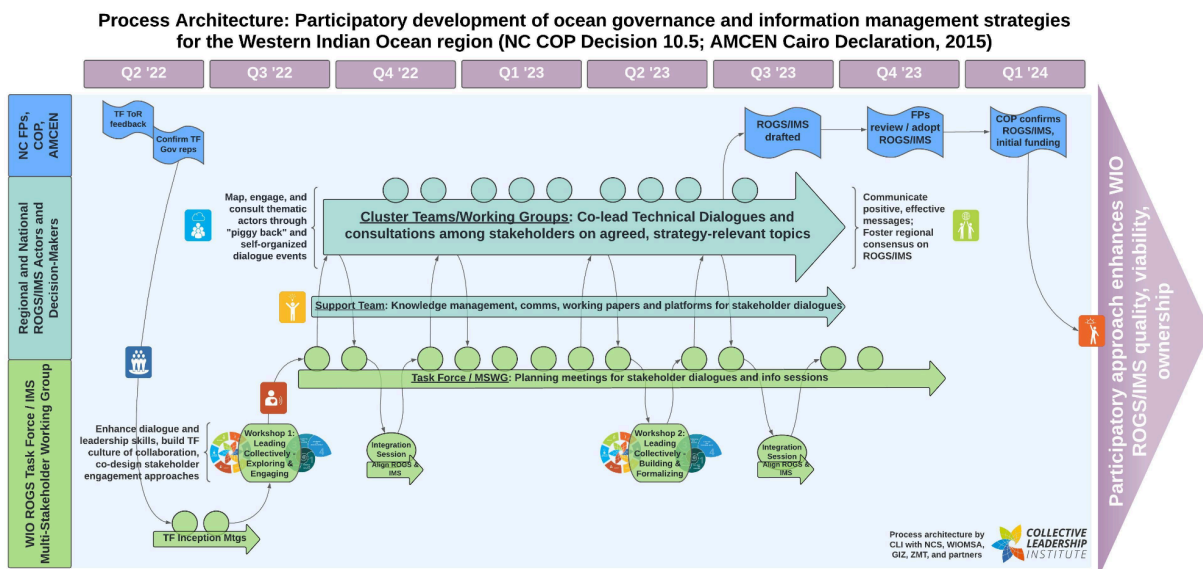 Process Architecture: Participatory development of ocean governance and information management strategies
for the Western Indian Ocean region (NC COP Decision 10.5; AMCEN Cairo Declaration, 2015)
Q2 '22
Q3 '22
Q4 '22
Q1 '23
Q2 '23
Q3 '23
Q4 '23
Q1 '24
NC FPs,
COP,
AMCEN
TF ToR
feedback
Confirm TF
Gov reps
ROGS/IMS
drafted
FPs
review / adopt
ROGS/IMS
COP confirms
ROGS/IMS,
initial funding
Regional and National
ROGS/IMS Actors and
Decision-Makers
Map, engage, and
consult thematic
actors through
"piggy back" and
self-organized
dialogue events
Cluster Teams/Working Groups: Co-lead Technical Dialogues and
consultations among stakeholders on agreed, strategy-relevant topics
Communicate
positive, effective
messages;
Foster regional
consensus on
ROGS/IMS
Support Team: Knowledge management, comms, working papers and platforms for stakeholder dialogues
WIO ROGS Task Force / IMS
Multi-Stakeholder Working Group
Task Force / MSWG: Planning meetings for stakeholder dialogues and info sessions
Enhance dialogue and
leadership skills, build TF
culture of collaboration,
co-design stakeholder
engagement approaches
Workshop 1:
Leading
Collectively -
Exploring &
Engaging
Integration
Session
Align ROGS &
IMS
Workshop 2:
Leading
Collectively -
Building &
Formalizing
Integration
Session
Align ROGS &
IMS
TF Inception Mtgs
Participatory approach enhances WIO
ROGS/IMS quality, viability,
ownership
Process architecture by
CLI with NCS, WIOMSA,
GIZ, ZMT, and partners
COLLECTIVE
LEADERSHIP
INSTITUTE